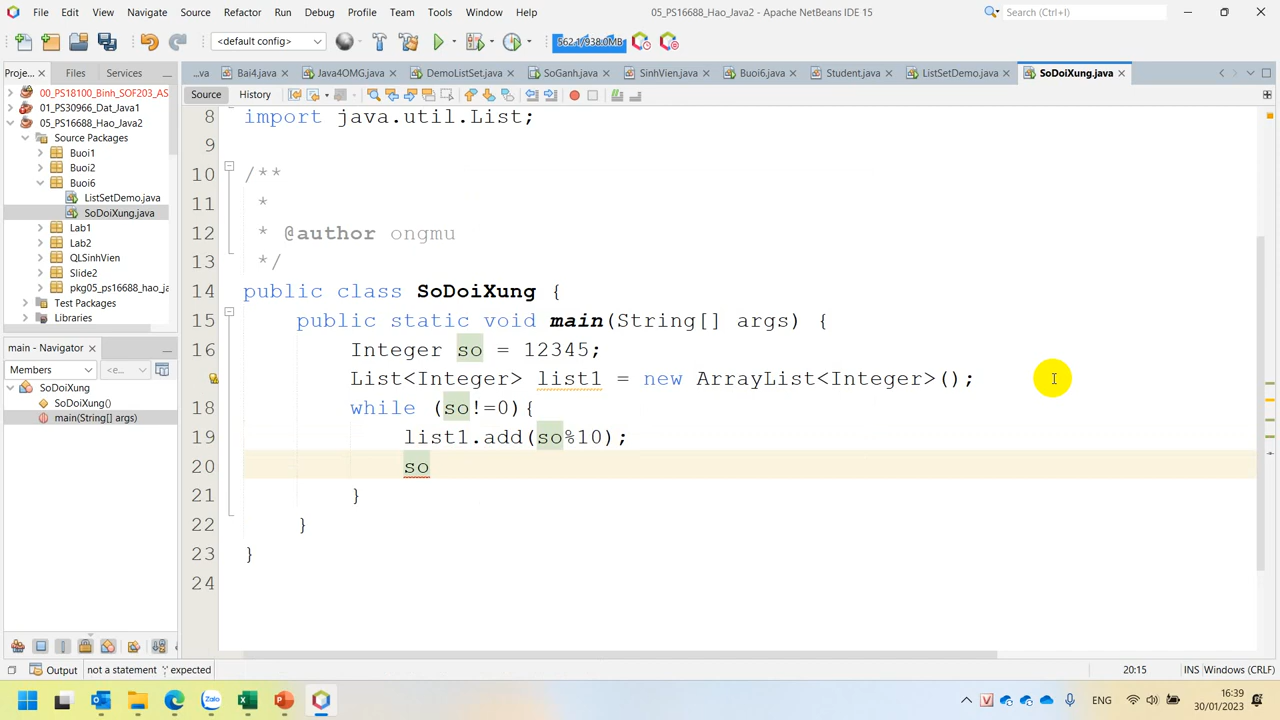 File Edit View Navigate Source Refactor Run Debug Profile Team Tools Window Help 05_PS16688_Hao_Java2 - Apache NetBeans IDE 15 Search (Ctrl+I)
<default config> 562.1/938.0MB
Proje... Files Services ...va Bai4.java Java4OMG.java DemoListSet.java SoGanh.java SinhVien.java Buoi6.java Student.java ListSetDemo.java SoDoiXung.java
Source History
00_PS18100_Binh_SOF203_AS
01_PS30966_Dat_Java1
05_PS16688_Hao_Java2
Source Packages
Buoi1
Buoi2
Buoi6
ListSetDemo.java
SoDoiXung.java
Lab1
Lab2
QLSinhVien
Slide2
pkg05_ps16688_hao_ja
Test Packages
Libraries
main - Navigator
Members <e...
SoDoiXung
SoDoiXung()
main(String[] args)
8 import java.util.List;
9
10 /**
11 *
12 * @author ongmu
13 */
14 public class SoDoiXung {
15 public static void main(String[] args) {
16 Integer so = 12345;
List<Integer> list1 = new ArrayList<Integer>();
18 while (so!=0){
19 list1.add(so%10);
20 so
21 }
22 }
23 }
24
Output not a statement ';' expected 20:15 INS Windows (CRLF)
Zalo ENG 16:39
30/01/2023